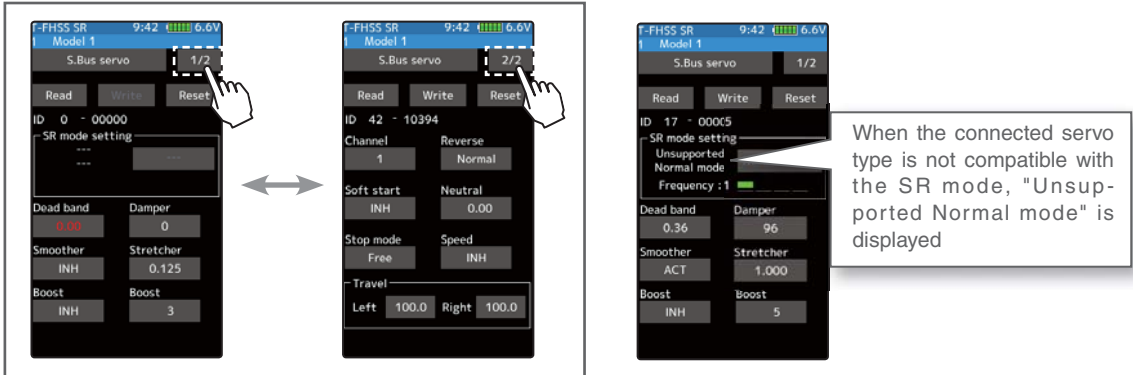 T-FHSS SR 9:42 6.6V
1 Model 1
S.Bus servo 1/2
Read Write Reset
ID 0 - 00000
SR mode setting
--- ---
---
Dead band Damper
0.00 0
Smoother Stretcher
INH 0.125
Boost Boost
INH 3
T-FHSS SR 9:42 6.6V
1 Model 1
S.Bus servo 2/2
Read Write Reset
ID 42 - 10394
Channel Reverse
1 Normal
Soft start Neutral
INH 0.00
Stop mode Speed
Free INH
Travel
Left 100.0 Right 100.0
T-FHSS SR 9:42 6.6V
1 Model 1
S.Bus servo 1/2
Read Write Reset
ID 17 - 00005
SR mode setting
Unsupported
Normal mode
Frequency : 1
Dead band Damper
0.36 96
Smoother Stretcher
ACT 1.000
Boost Boost
INH 5
When the connected servo
type is not compatible with
the SR mode, "Unsup-
ported Normal mode" is
displayed